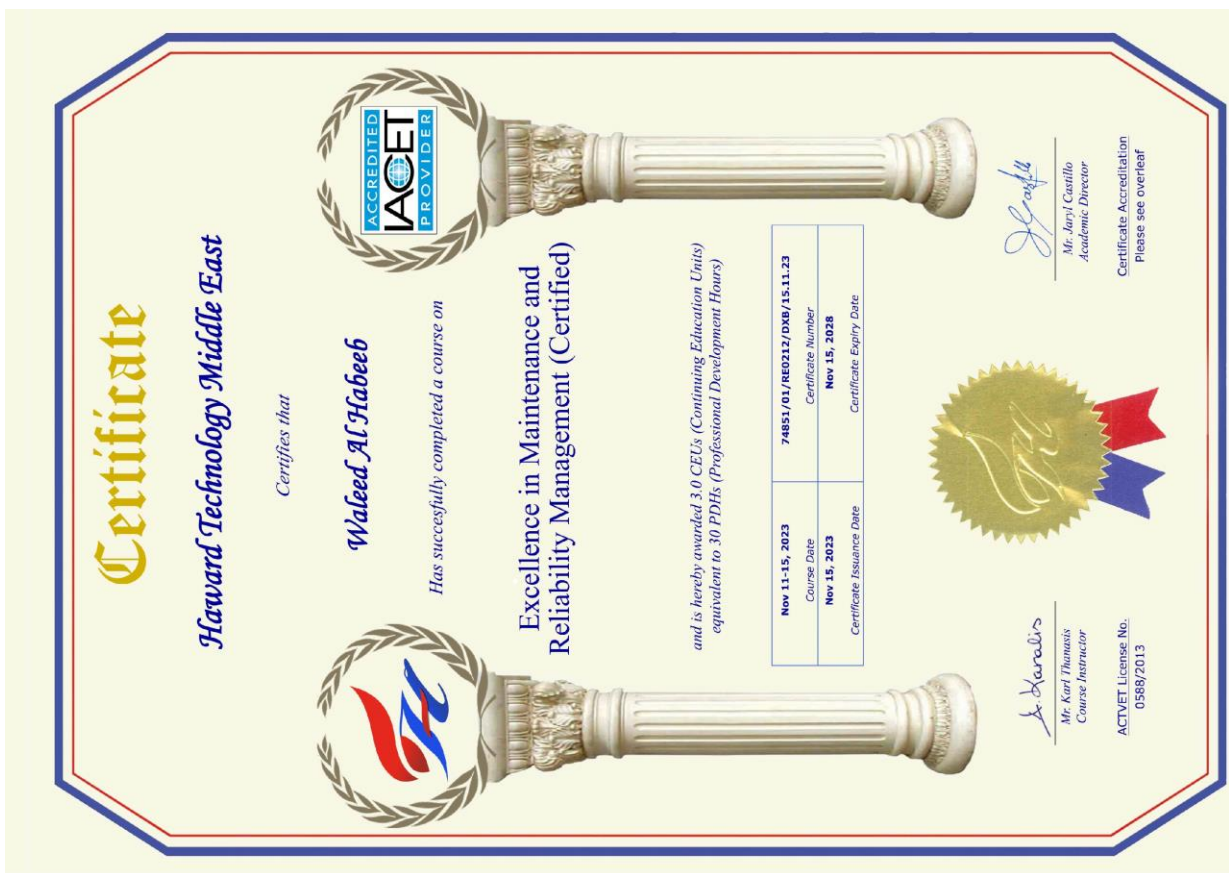 Certificate
Haward Technology Middle East
Certifies that
Waleed Al Habeeb
Has succesfully completed a course on
ACCREDITED
IACET
PROVIDER
Excellence in Maintenance and
Reliability Management (Certified)
and is hereby awarded 3.0 CEUs (Continuing Education Units)
equivalent to 30 PDHs (Professional Development Hours)
Nov 11-15, 2023 74851/01/RE0212/DXB/15.11.23
Course Date Certificate Number
Nov 15, 2023 Nov 15, 2028
Certificate Issuance Date Certificate Expiry Date
Mr. Karl Thanasis
Course Instructor
ACTVET License No.
0588/2013
Mr. Jaryl Castillo
Academic Director
Certificate Accreditation
Please see overleaf